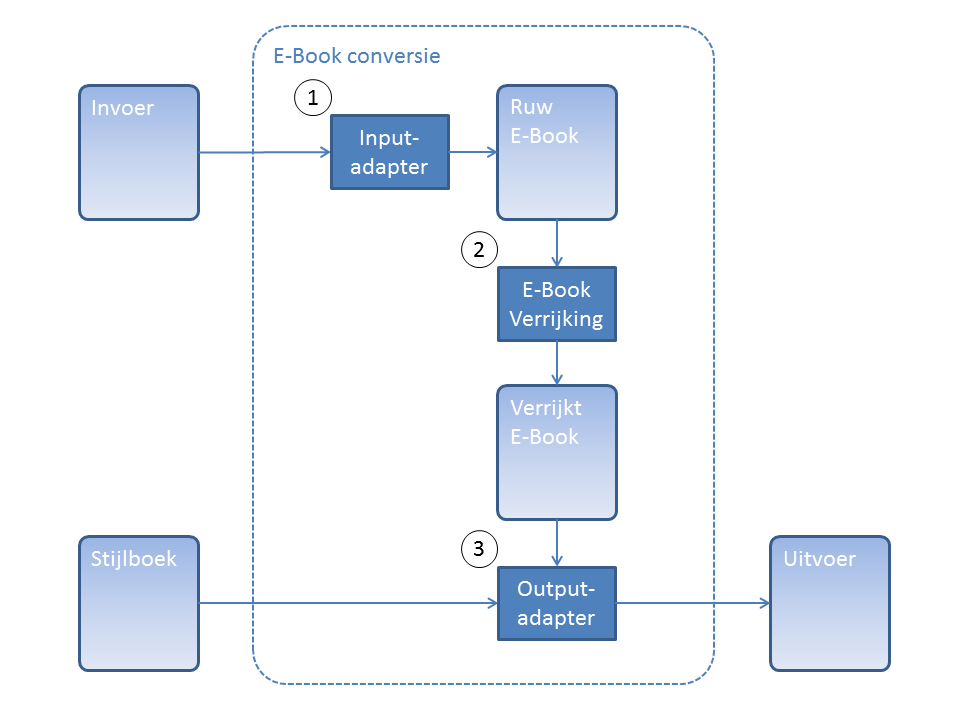 E-Book conversie
Invoer
1
Input-
adapter
Ruw
E-Book
2
E-Book
Verrijking
Verrijkt
E-Book
Stijlboek
3
Output-
adapter
Uitvoer